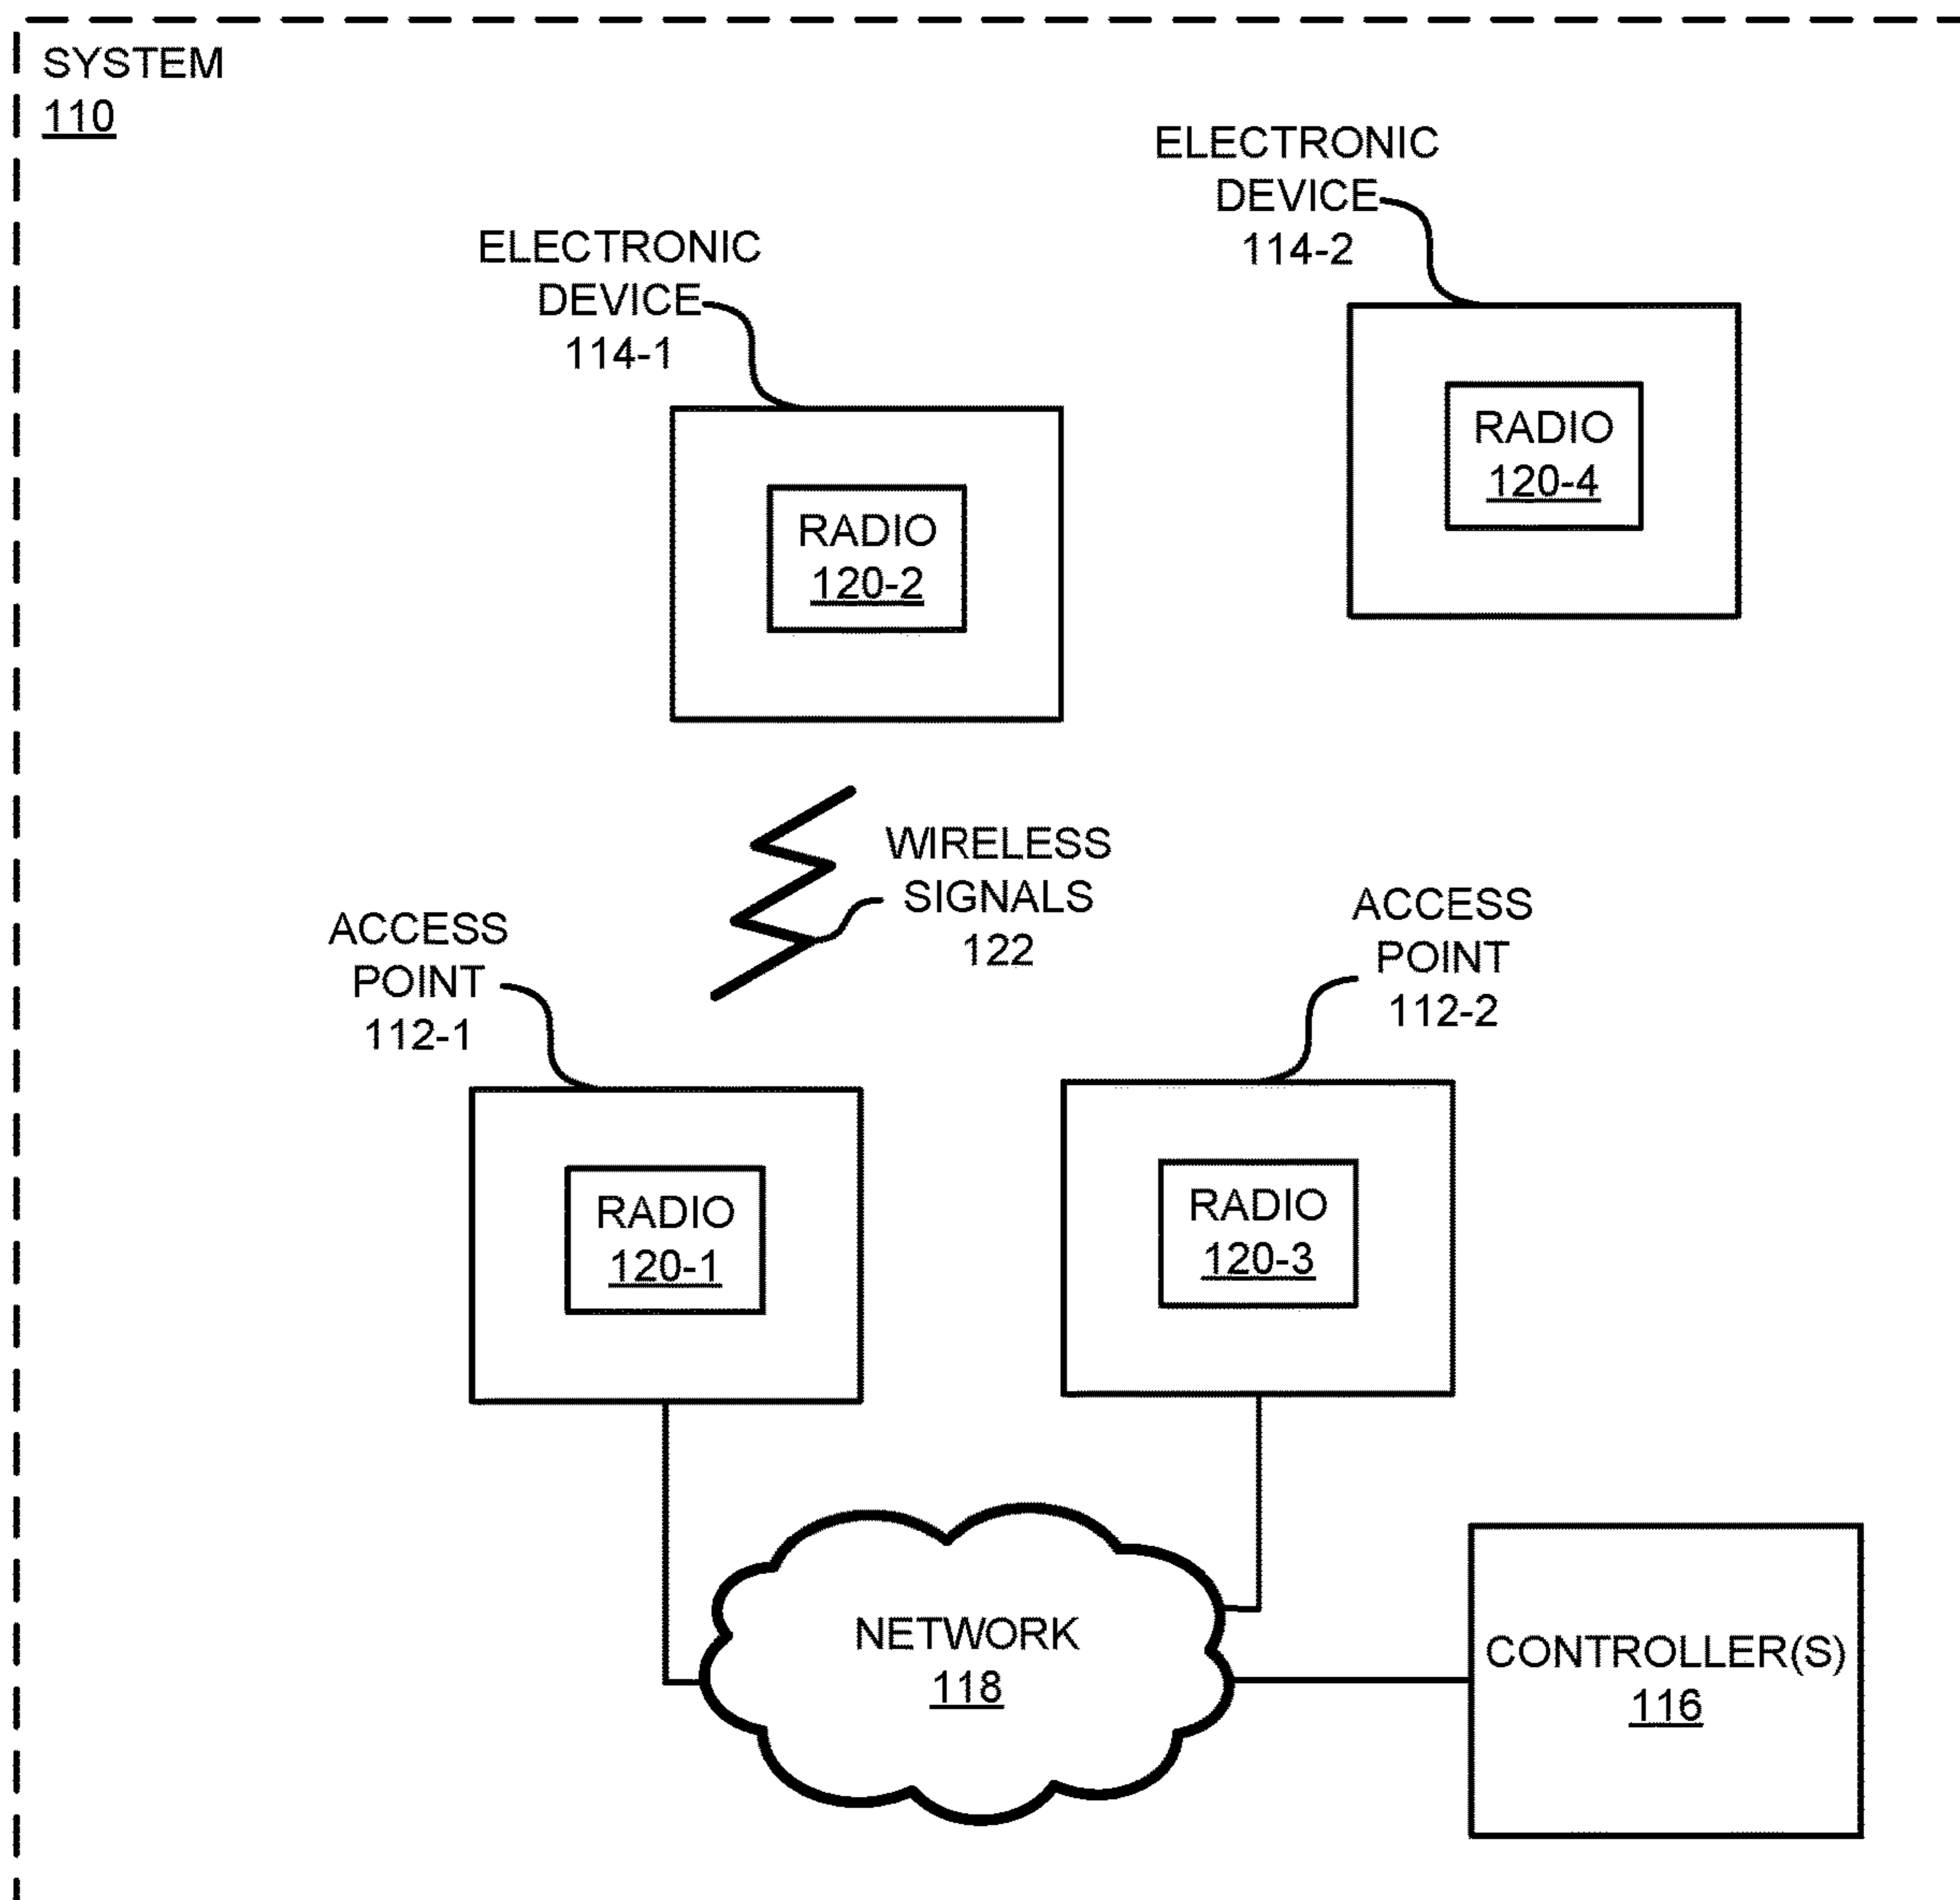 SYSTEM
110
ELECTRONIC
DEVICE
114-2
ELECTRONIC
DEVICE
114-1
RADIO
120-4
RADIO
120-2
WIRELESS
SIGNALS
122
ACCESS
POINT
112-1
ACCESS
POINT
112-2
RADIO
120-1
RADIO
120-3
NETWORK
118
CONTROLLER(S)
116